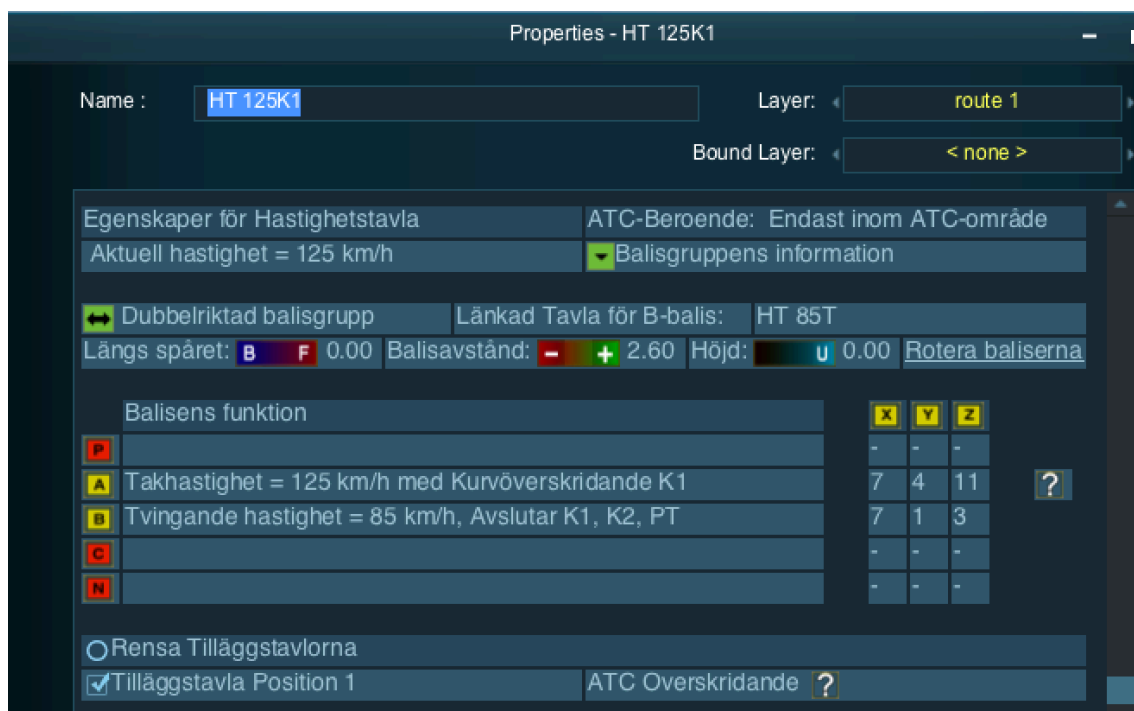 Properties - HT 125K1
Name : HT 125K1 Layer: route 1
Bound Layer: < none >
Egenskaper för Hastighetstavla ATC-Beroende: Endast inom ATC-område
Aktuell hastighet = 125 km/h Balisgruppens information
Dubbelriktad balisgrupp Länkad Tavla för B-balis: HT 85T
Längs spåret: B F 0.00 Balisavstånd: - + 2.60 Höjd: U 0.00 Rotera baliserna
Balisens funktion X Y Z
P - - -
A Takhastighet = 125 km/h med Kurvöverskridande K1 7 4 11 ?
B Tvingande hastighet = 85 km/h, Avslutar K1, K2, PT 7 1 3
C - - -
N - - -
Rensa Tilläggstavlorna
Tilläggstavla Position 1 ATC Overskridande ?